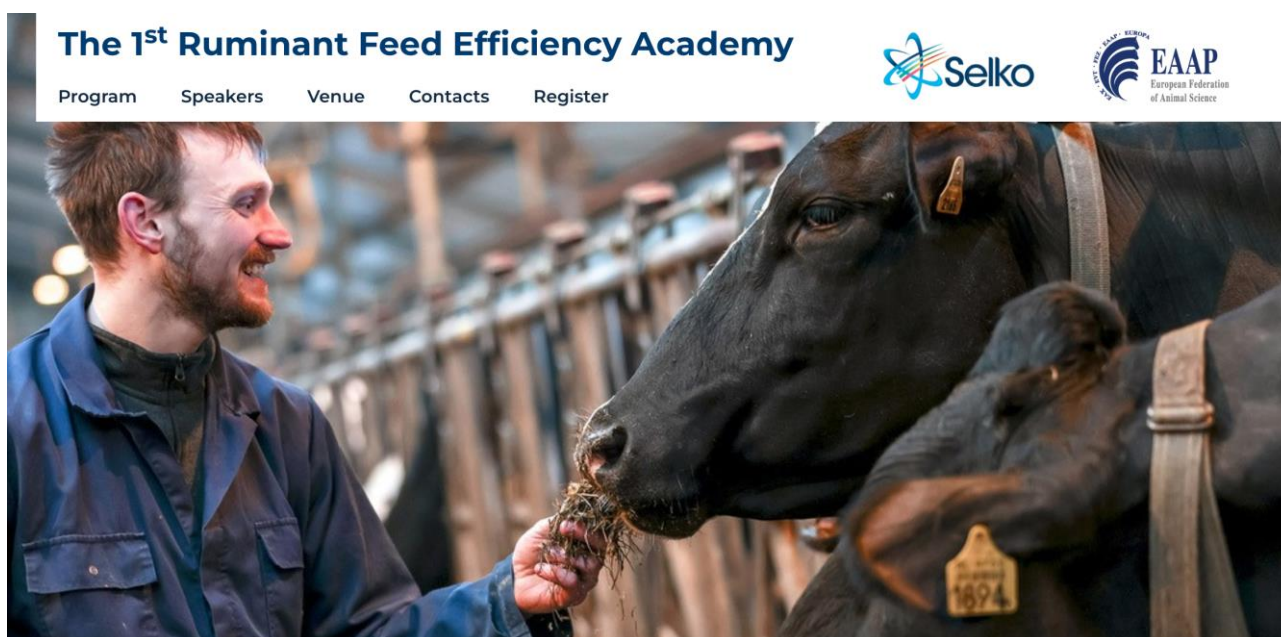 The 1st Ruminant Feed Efficiency Academy
Program Speakers Venue Contacts Register
Selko
EAAP
European Federation
of Animal Science
1894